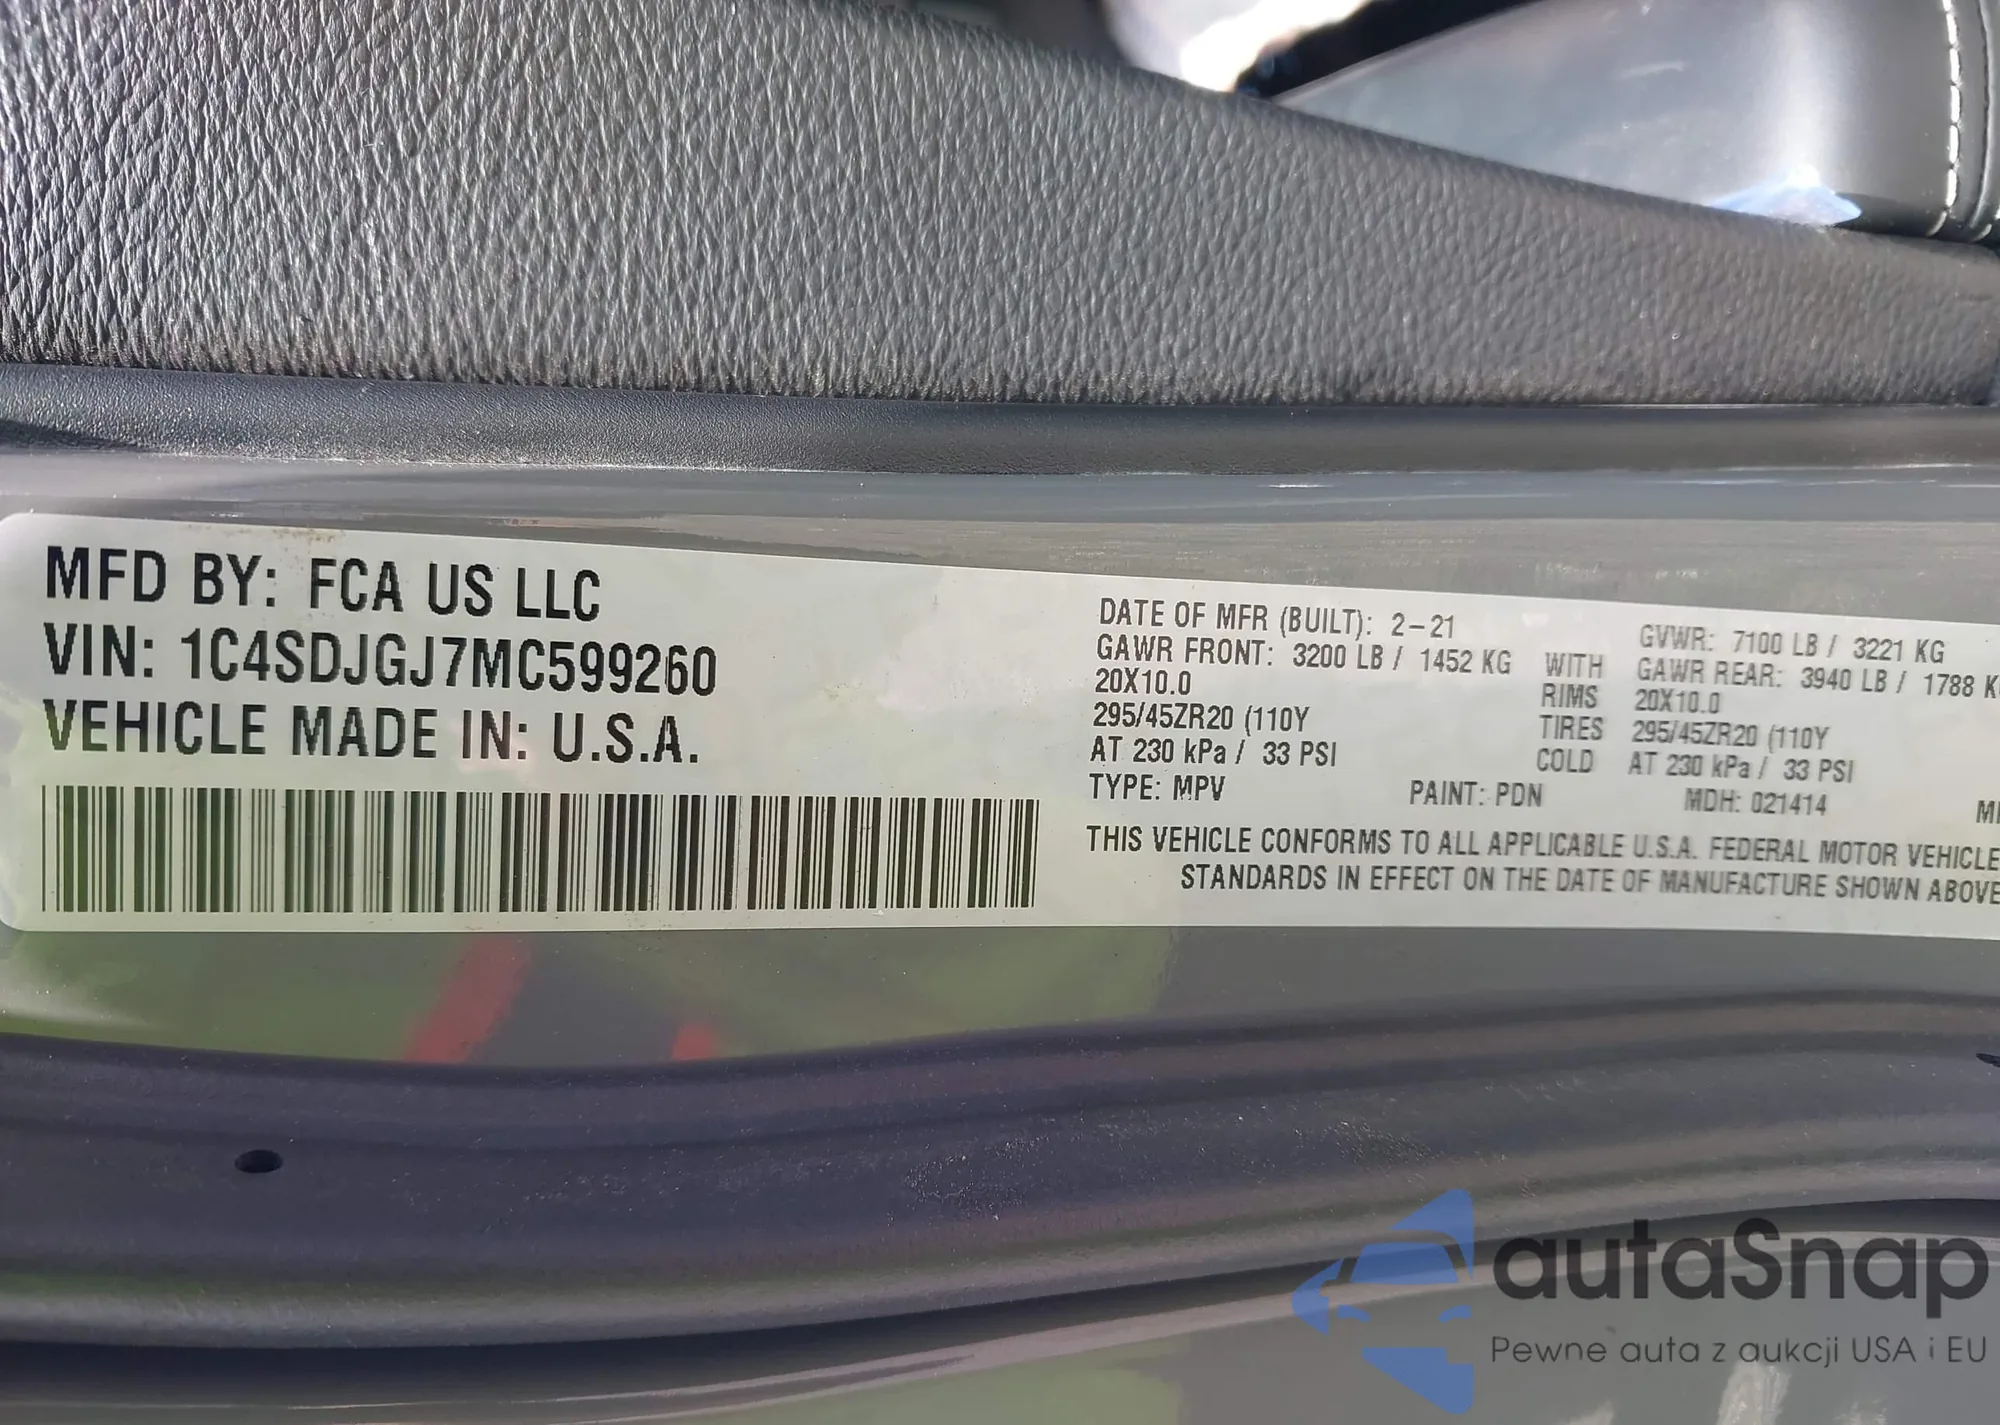 MFD BY: FCA US LLC
VIN: 1C4SDJGJ7MC599260
VEHICLE MADE IN: U.S.A.
DATE OF MFR (BUILT): 2-21 GVWR: 7100 LB / 3221 KG
GAWR FRONT: 3200 LB / 1452 KG WITH GAWR REAR: 3940 LB / 1788 K
20X10.0 RIMS 20X10.0
295/45ZR20 (110Y TIRES 295/45ZR20 (110Y
AT 230 kPa / 33 PSI COLD AT 230 kPa / 33 PSI
TYPE: MPV PAINT: PDN MDH: 021414
THIS VEHICLE CONFORMS TO ALL APPLICABLE U.S.A. FEDERAL MOTOR VEHICLE
STANDARDS IN EFFECT ON THE DATE OF MANUFACTURE SHOWN ABOVE
autaSnap
Pewne auta z aukcji USA i EU